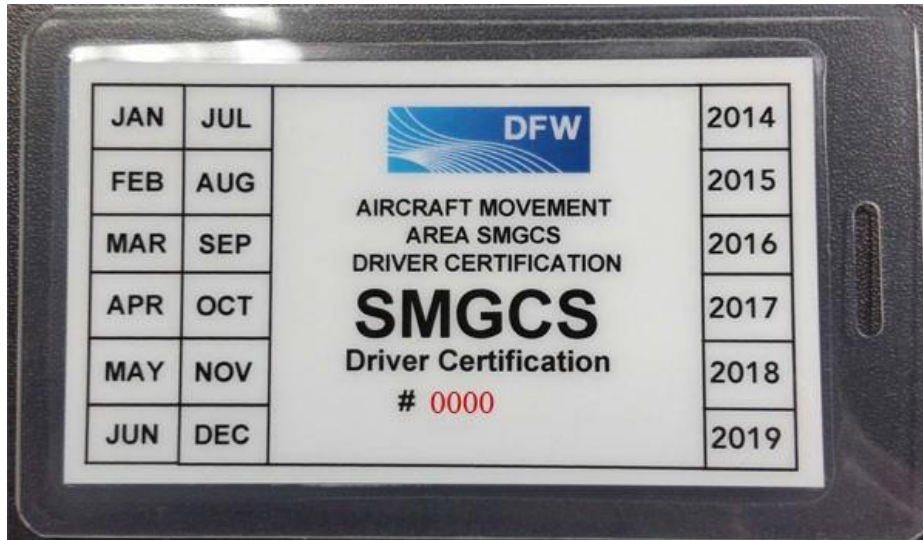 JAN JUL
FEB AUG
MAR SEP
APR OCT
MAY NOV
JUN DEC
DFW
AIRCRAFT MOVEMENT
AREA SMGCS
DRIVER CERTIFICATION
SMGCS
Driver Certification
# 0000
2014
2015
2016
2017
2018
2019